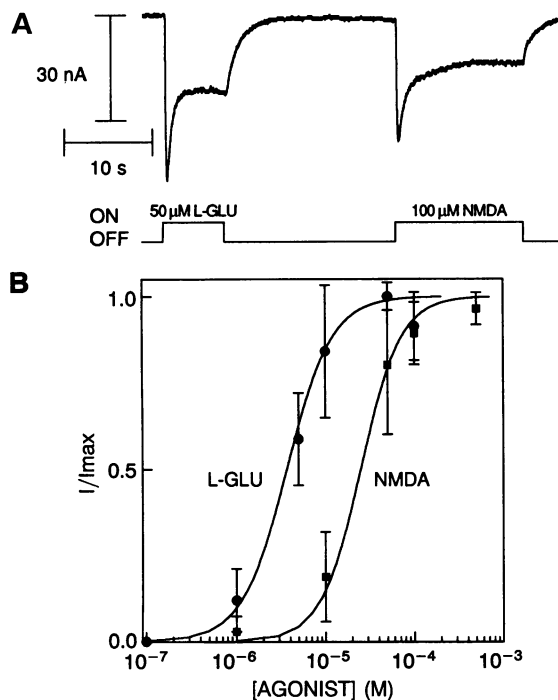 A
30 nA
10 s
ON
OFF
50 μM L-GLU
100 μM NMDA
B
I/Imax
1.0
0.5
0.0
L-GLU
NMDA
10⁻⁷
10⁻⁶
10⁻⁵
10⁻⁴
10⁻³
[AGONIST] (M)